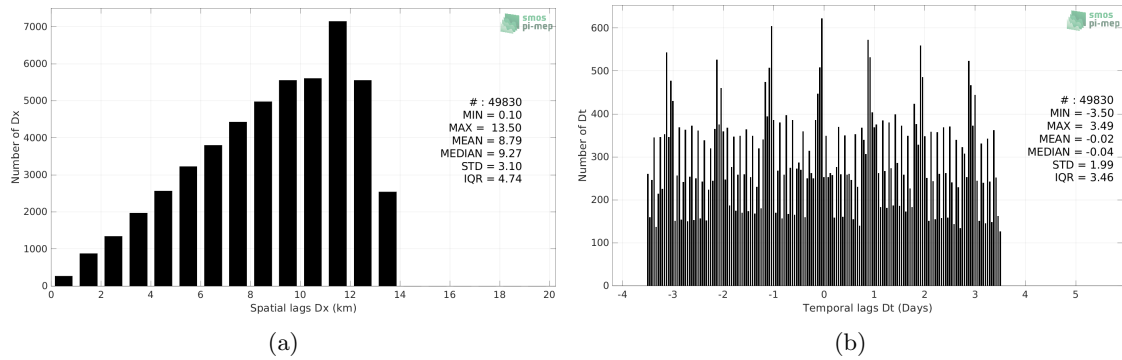 smos
pi-mep
7000
6000
5000
4000
3000
2000
1000
0
Number of Dx
# : 49830
MIN = 0.10
MAX = 13.50
MEAN = 8.79
MEDIAN = 9.27
STD = 3.10
IQR = 4.74
0 2 4 6 8 10 12 14 16 18 20
Spatial lags Dx (km)
(a)
smos
pi-mep
600
500
400
300
200
100
0
Number of Dt
# : 49830
MIN = -3.50
MAX = 3.49
MEAN = -0.02
MEDIAN = -0.04
STD = 1.99
IQR = 3.46
-4 -3 -2 -1 0 1 2 3 4 5
Temporal lags Dt (Days)
(b)